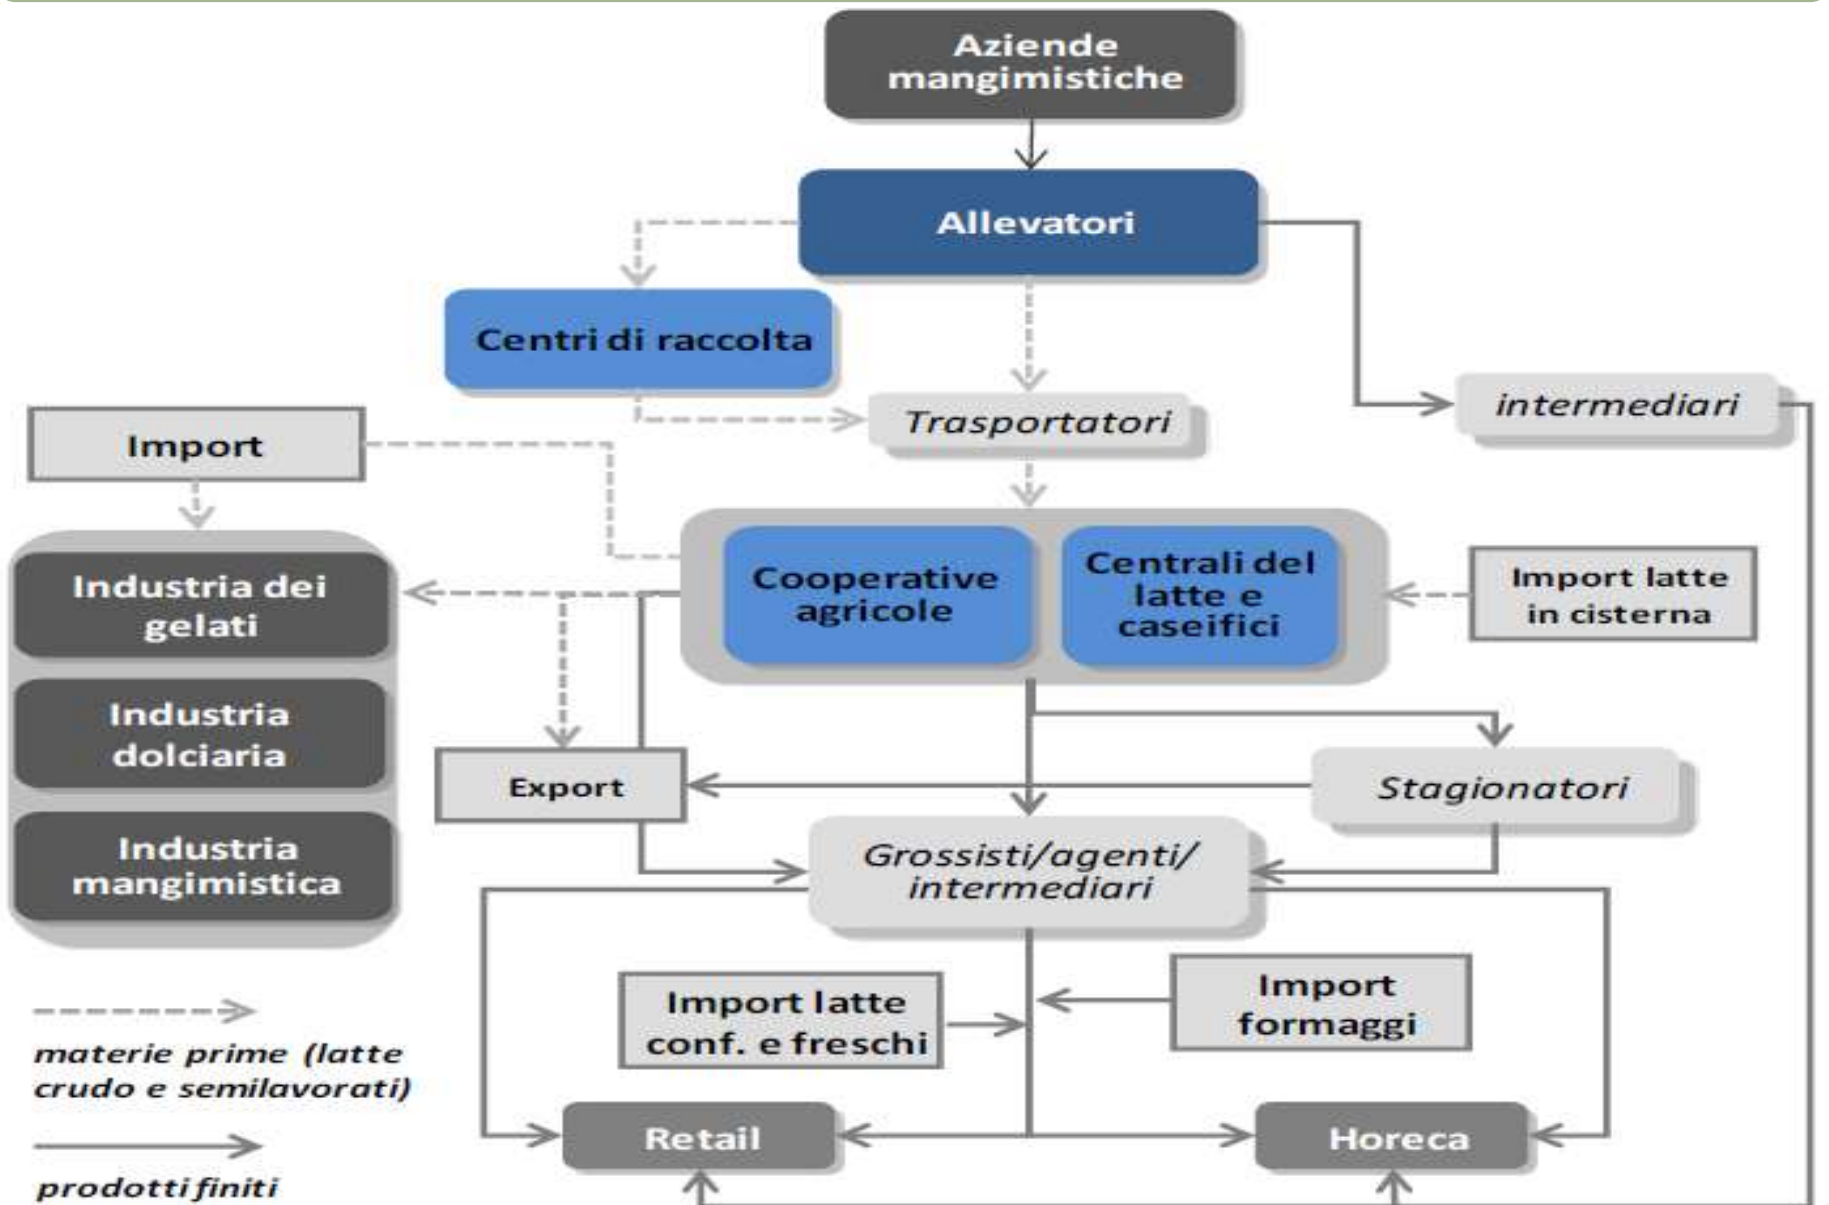 Aziende
mangimistiche
Allevatori
Centri di raccolta
intermediari
Trasportatori
Import
Industria dei
gelati
Cooperative
agricole
Centrali del
latte e
caseifici
Import latte
in cisterna
Industria
dolciaria
Export
Stagionatori
Industria
mangimistica
Grossisti/agenti/
intermediari
Import latte
conf. e freschi
Import
formaggi
materie prime (latte
crudo e semilavorati)
Retail
Horeca
prodotti finiti